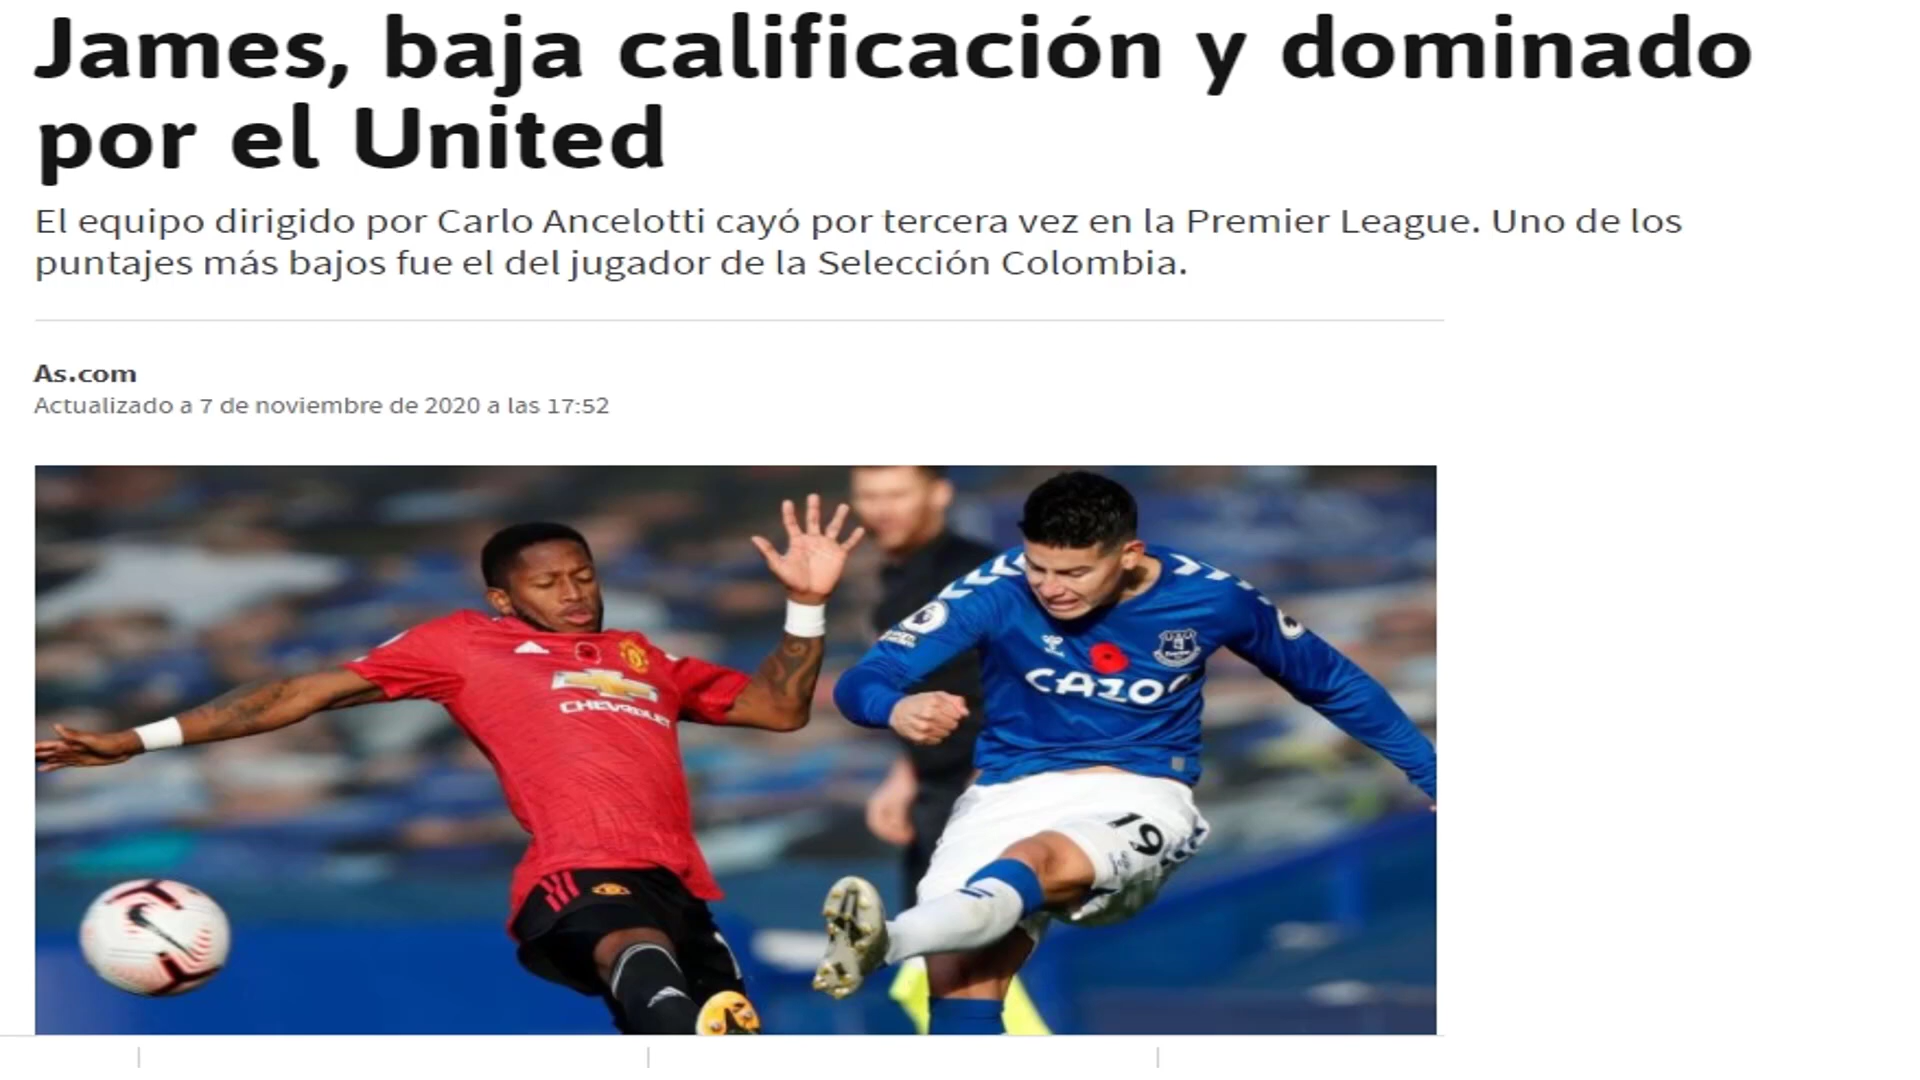 James, baja calificación y dominado
por el United
El equipo dirigido por Carlo Ancelotti cayó por tercera vez en la Premier League. Uno de los
puntajes más bajos fue el del jugador de la Selección Colombia.
As.com
Actualizado a 7 de noviembre de 2020 a las 17:52
CHEVROLET
CAZOO
19